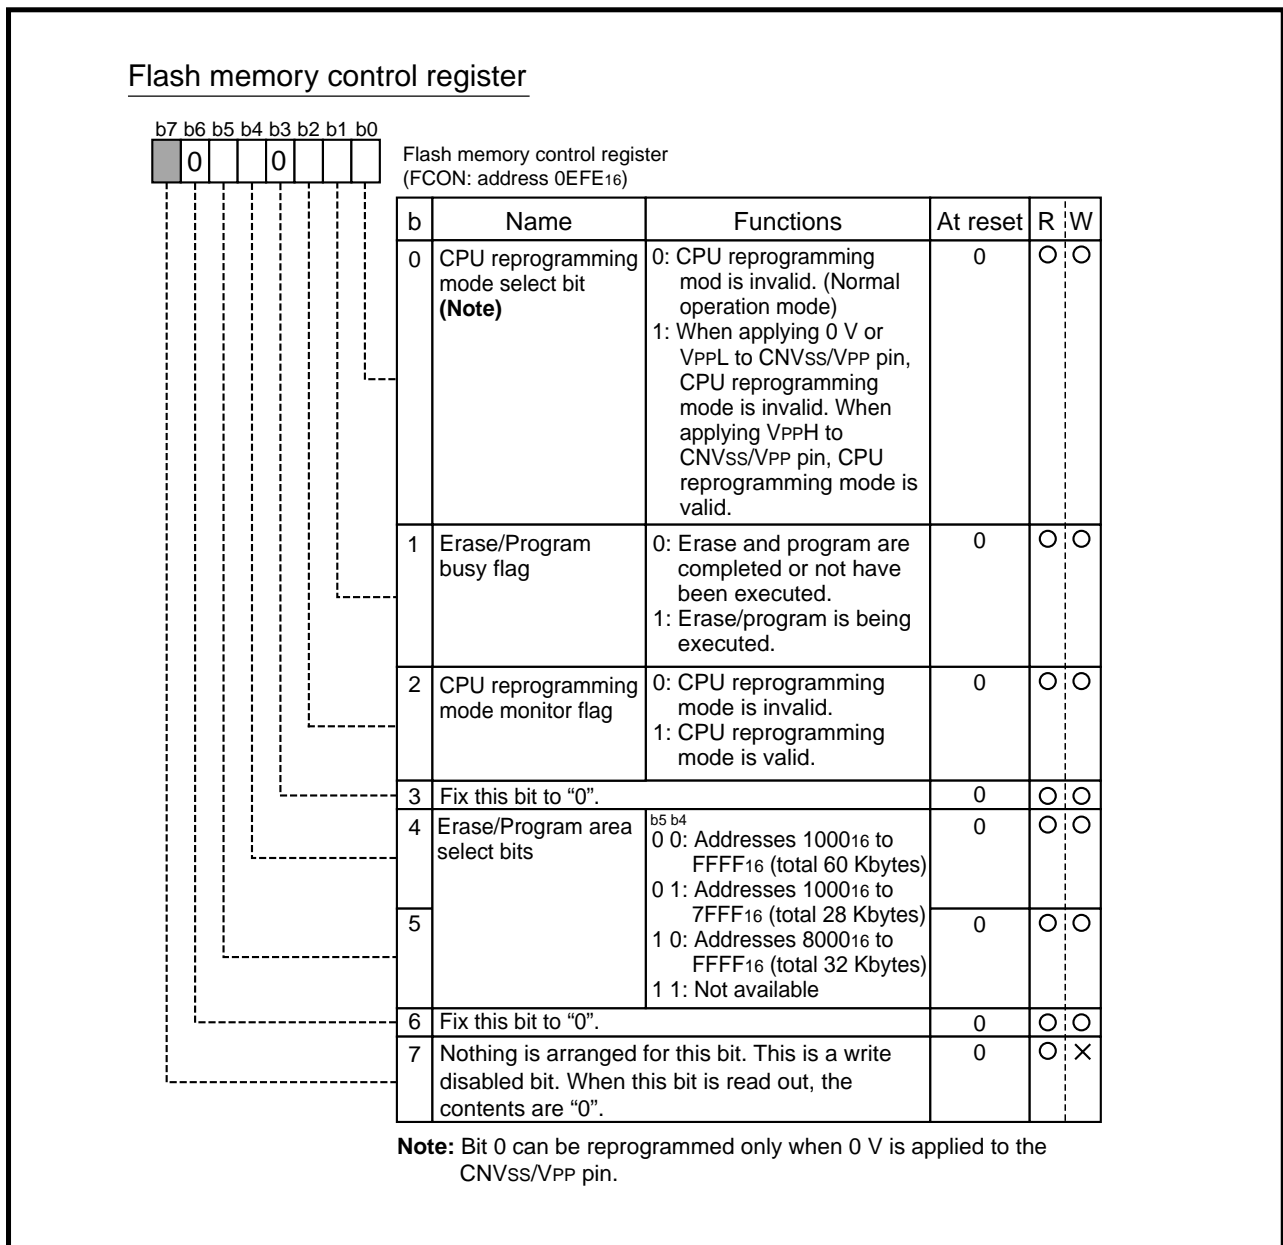 Flash memory control register
b7 b6 b5 b4 b3 b2 b1 b0
0 0
Flash memory control register
(FCON: address 0EFE16)
b Name Functions At reset R W
0 CPU reprogramming 0: CPU reprogramming 0 O O
mode select bit mod is invalid. (Normal
(Note) operation mode)
1: When applying 0 V or
VPPL to CNVSS/VPP pin,
CPU reprogramming
mode is invalid. When
applying VPPH to
CNVSS/VPP pin, CPU
reprogramming mode is
valid.
1 Erase/Program 0: Erase and program are 0 O O
busy flag completed or not have
been executed.
1: Erase/program is being
executed.
2 CPU reprogramming 0: CPU reprogramming 0 O O
mode monitor flag mode is invalid.
1: CPU reprogramming
mode is valid.
3 Fix this bit to “0”. 0 O O
4 Erase/Program area b5 b4 0 O O
select bits 0 0: Addresses 100016 to
FFFF16 (total 60 Kbytes)
0 1: Addresses 100016 to
7FFF16 (total 28 Kbytes)
5 1 0: Addresses 800016 to 0 O O
FFFF16 (total 32 Kbytes)
1 1: Not available
6 Fix this bit to “0”. 0 O O
7 Nothing is arranged for this bit. This is a write 0 O ×
disabled bit. When this bit is read out, the
contents are “0”.
Note: Bit 0 can be reprogrammed only when 0 V is applied to the
CNVSS/VPP pin.